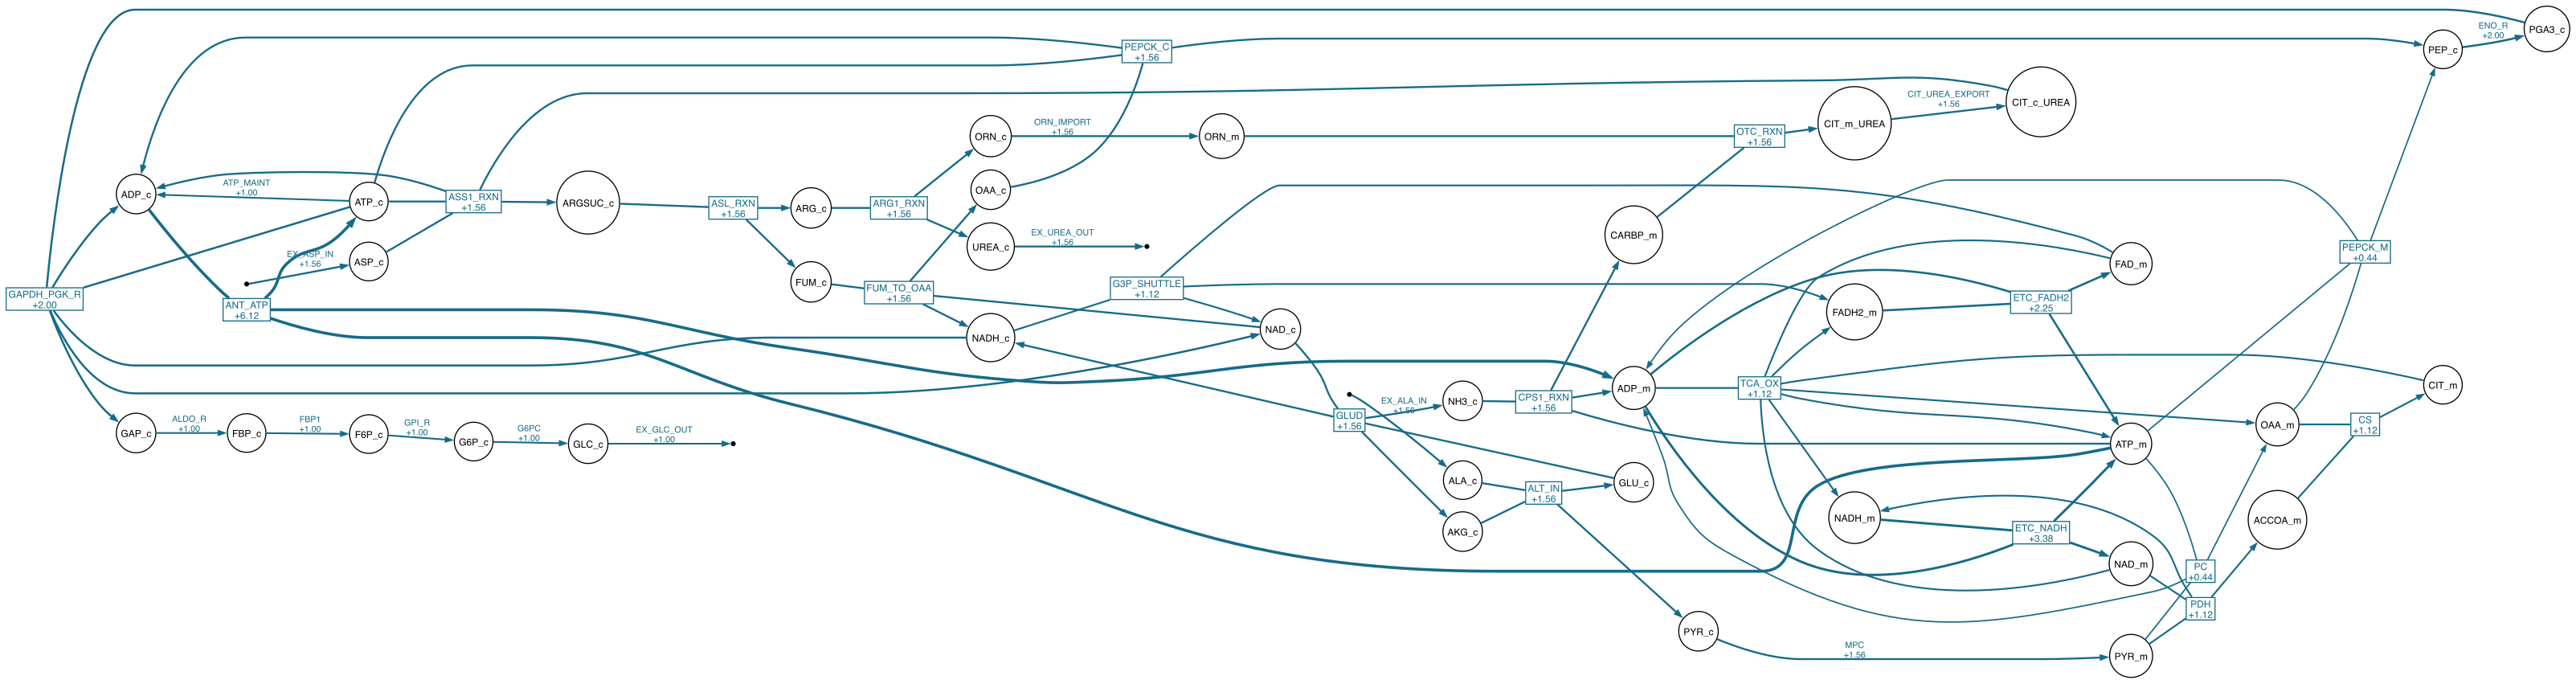 PGA3_c
ENO_R
+2.00
PEP_c
PEPCK_C
+1.56
CIT_UREA_EXPORT
+1.56
CIT_c_UREA
CIT_m_UREA
ORN_IMPORT
+1.56
ORN_c
ORN_m
OTC_RXN
+1.56
ADP_c
ATP_MAINT
+1.00
ATP_c
ASS1_RXN
+1.56
ARGSUC_c
ASL_RXN
+1.56
ARG_c
ARG1_RXN
+1.56
OAA_c
UREA_c
EX_UREA_OUT
+1.56
CARBP_m
PEPCK_M
+0.44
FAD_m
EX_ASP_IN
+1.56
ASP_c
FUM_c
FUM_TO_OAA
+1.56
G3P_SHUTTLE
+1.12
GAPDH_PGK_R
+2.00
ANT_ATP
+6.12
FADH2_m
ETC_FADH2
+2.25
NADH_c
NAD_c
ADP_m
TCA_OX
+1.12
CIT_m
GLUD
+1.56
EX_ALA_IN
+1.56
NH3_c
CPS1_RXN
+1.56
OAA_m
CS
+1.12
GAP_c
ALDO_R
+1.00
FBP_c
FBP1
+1.00
F6P_c
GPI_R
+1.00
G6P_c
G6PC
+1.00
GLC_c
EX_GLC_OUT
+1.00
ATP_m
ALA_c
ALT_IN
+1.56
GLU_c
AKG_c
NADH_m
ETC_NADH
+3.38
ACCOA_m
NAD_m
PC
+0.44
PDH
+1.12
PYR_c
MPC
+1.56
PYR_m